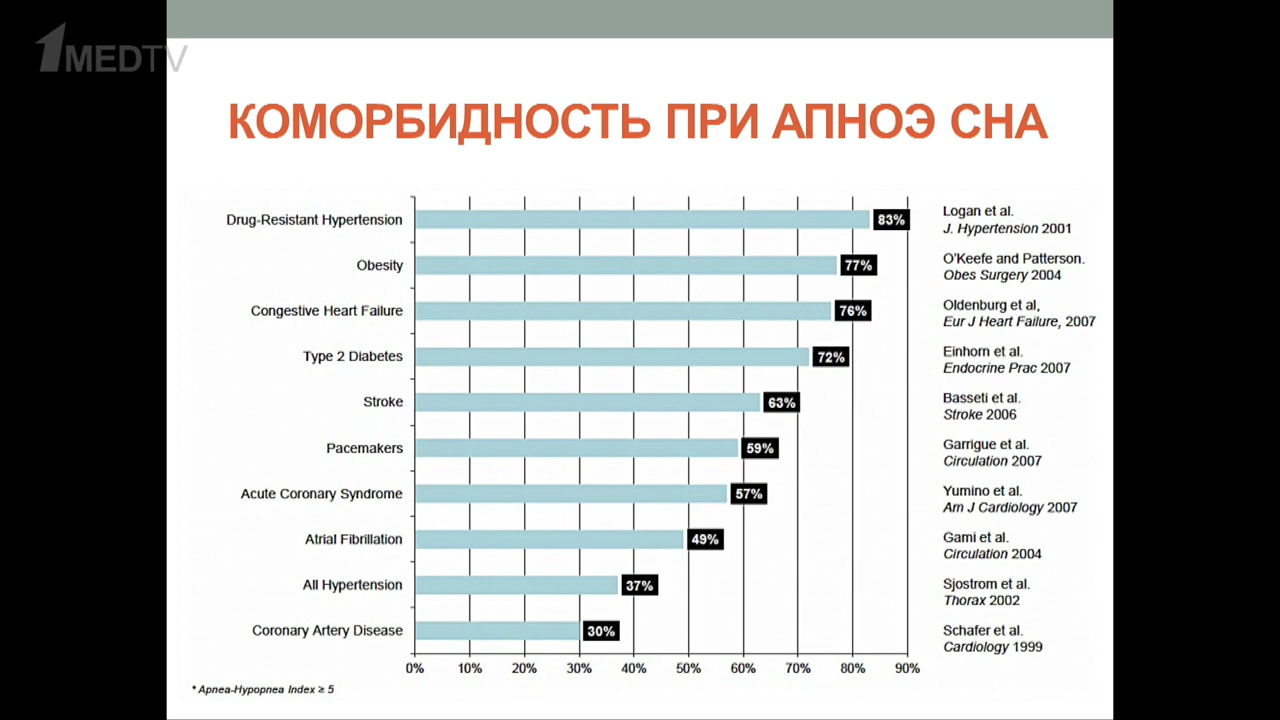 1MEDTV
КОМОРБИДНОСТЬ ПРИ АПНОЭ СНА
Drug-Resistant Hypertension 83% Logan et al.
J. Hypertension 2001
Obesity 77% O'Keefe and Patterson.
Obes Surgery 2004
Congestive Heart Failure 76% Oldenburg et al,
Eur J Heart Failure, 2007
Type 2 Diabetes 72% Einhorn et al.
Endocrine Prac 2007
Stroke 63% Basseti et al.
Stroke 2006
Pacemakers 59% Garrigue et al.
Circulation 2007
Acute Coronary Syndrome 57% Yumino et al.
Am J Cardiology 2007
Atrial Fibrillation 49% Gami et al.
Circulation 2004
All Hypertension 37% Sjostrom et al.
Thorax 2002
Coronary Artery Disease 30% Schafer et al.
Cardiology 1999
0% 10% 20% 30% 40% 50% 60% 70% 80% 90%
* Apnea-Hypopnea Index ≥ 5